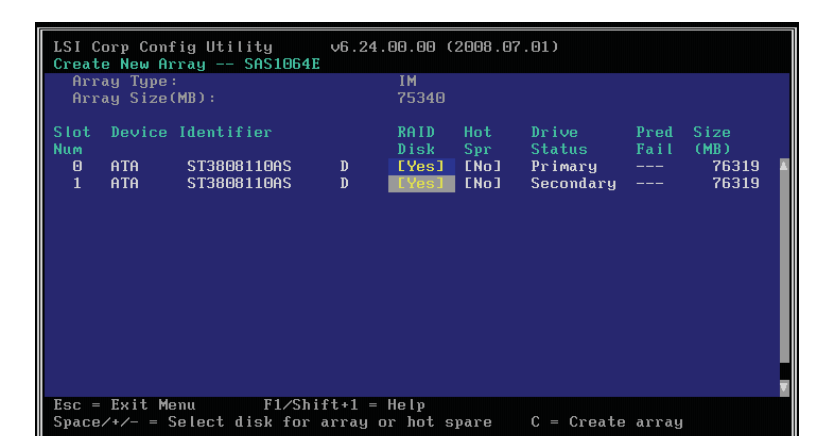 LSI Corp Config Utility v6.24.00.00 (2008.07.01)
Create New Array -- SAS1064E
Array Type: IM
Array Size(MB): 75340
Slot Device Identifier RAID Hot Drive Pred Size
Num Disk Spr Status Fail (MB)
0 ATA ST3808110AS D [Yes] [No] Primary --- 76319
1 ATA ST3808110AS D [Yes] [No] Secondary --- 76319
Esc = Exit Menu F1/Shift+1 = Help
Space/+/- = Select disk for array or hot spare C = Create array